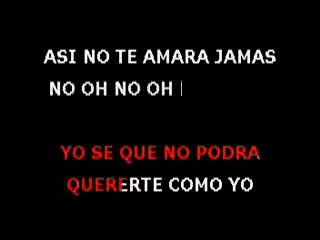 ASI NO TE AMARA JAMAS
NO OH NO OH
YO SE QUE NO PODRA
QUERERTE COMO YO